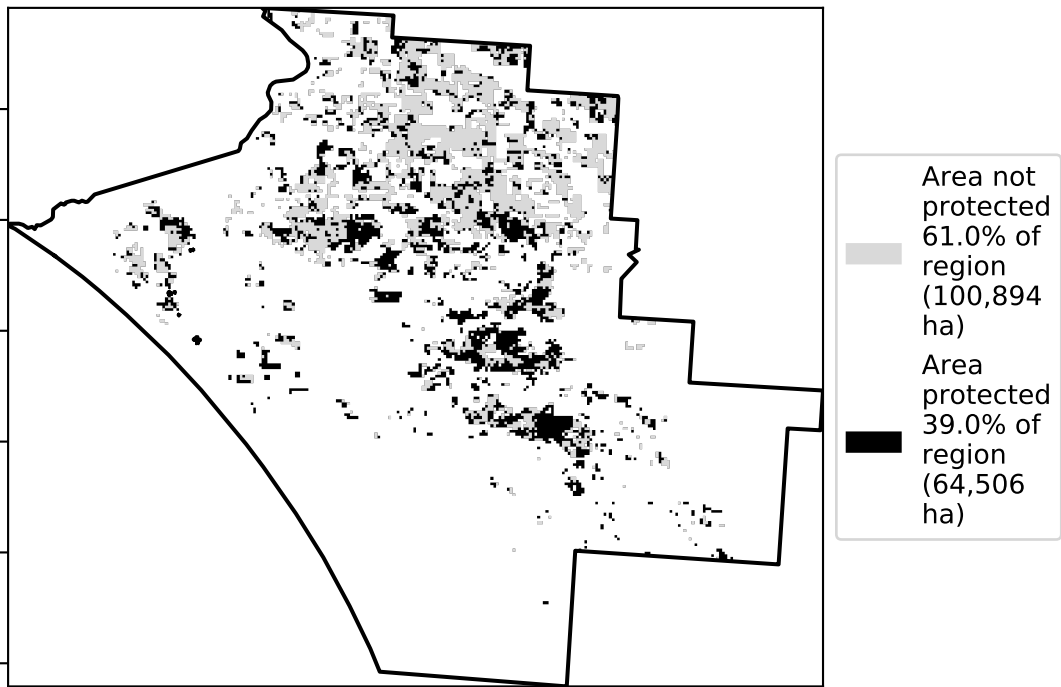 Area not
protected
61.0% of
region
(100,894
ha)
Area
protected
39.0% of
region
(64,506
ha)